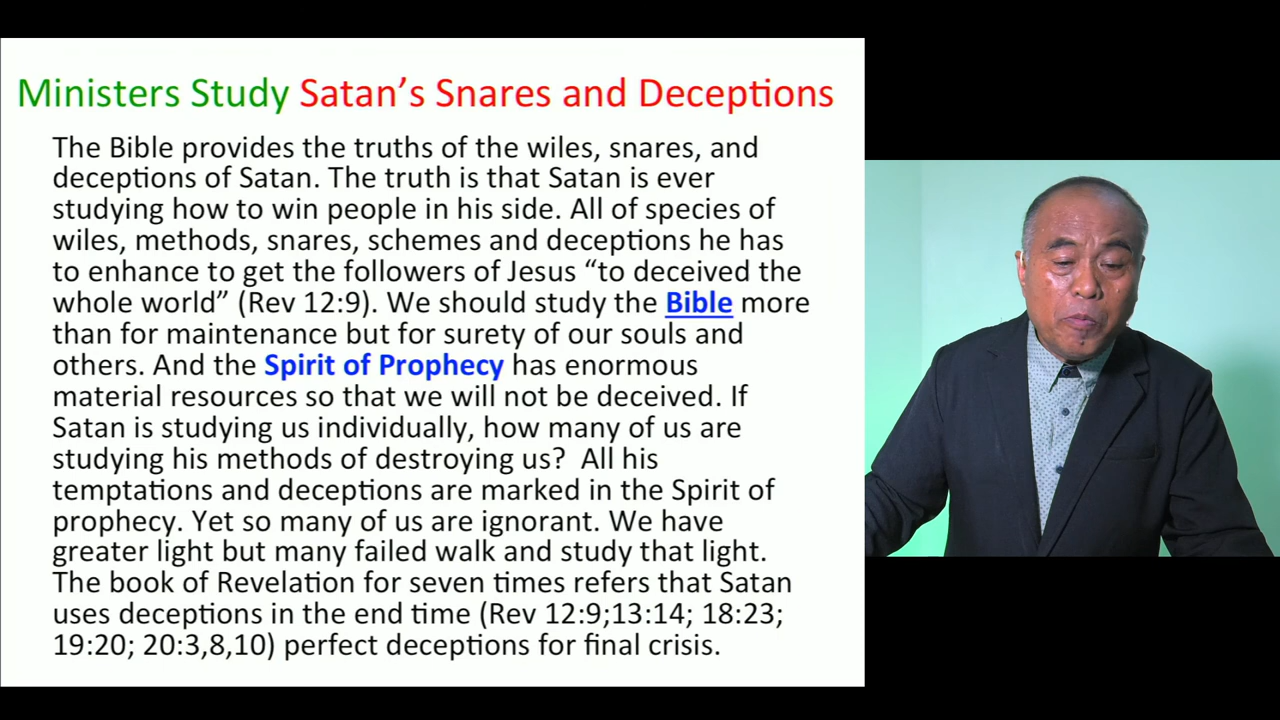 Ministers Study Satan’s Snares and Deceptions
The Bible provides the truths of the wiles, snares, and
deceptions of Satan. The truth is that Satan is ever
studying how to win people in his side. All of species of
wiles, methods, snares, schemes and deceptions he has
to enhance to get the followers of Jesus “to deceived the
whole world” (Rev 12:9). We should study the Bible more
than for maintenance but for surety of our souls and
others. And the Spirit of Prophecy has enormous
material resources so that we will not be deceived. If
Satan is studying us individually, how many of us are
studying his methods of destroying us?  All his
temptations and deceptions are marked in the Spirit of
prophecy. Yet so many of us are ignorant. We have
greater light but many failed walk and study that light.
The book of Revelation for seven times refers that Satan
uses deceptions in the end time (Rev 12:9;13:14; 18:23;
19:20; 20:3,8,10) perfect deceptions for final crisis.